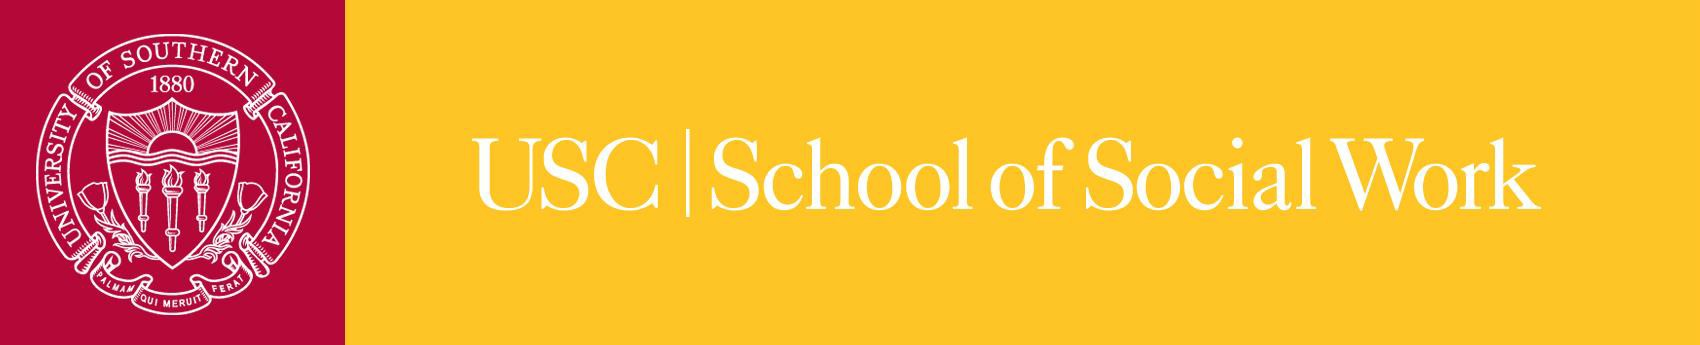 UNIVERSITY OF SOUTHERN CALIFORNIA
1880
PALMAM QUI MERUIT FERAT
USC | School of Social Work